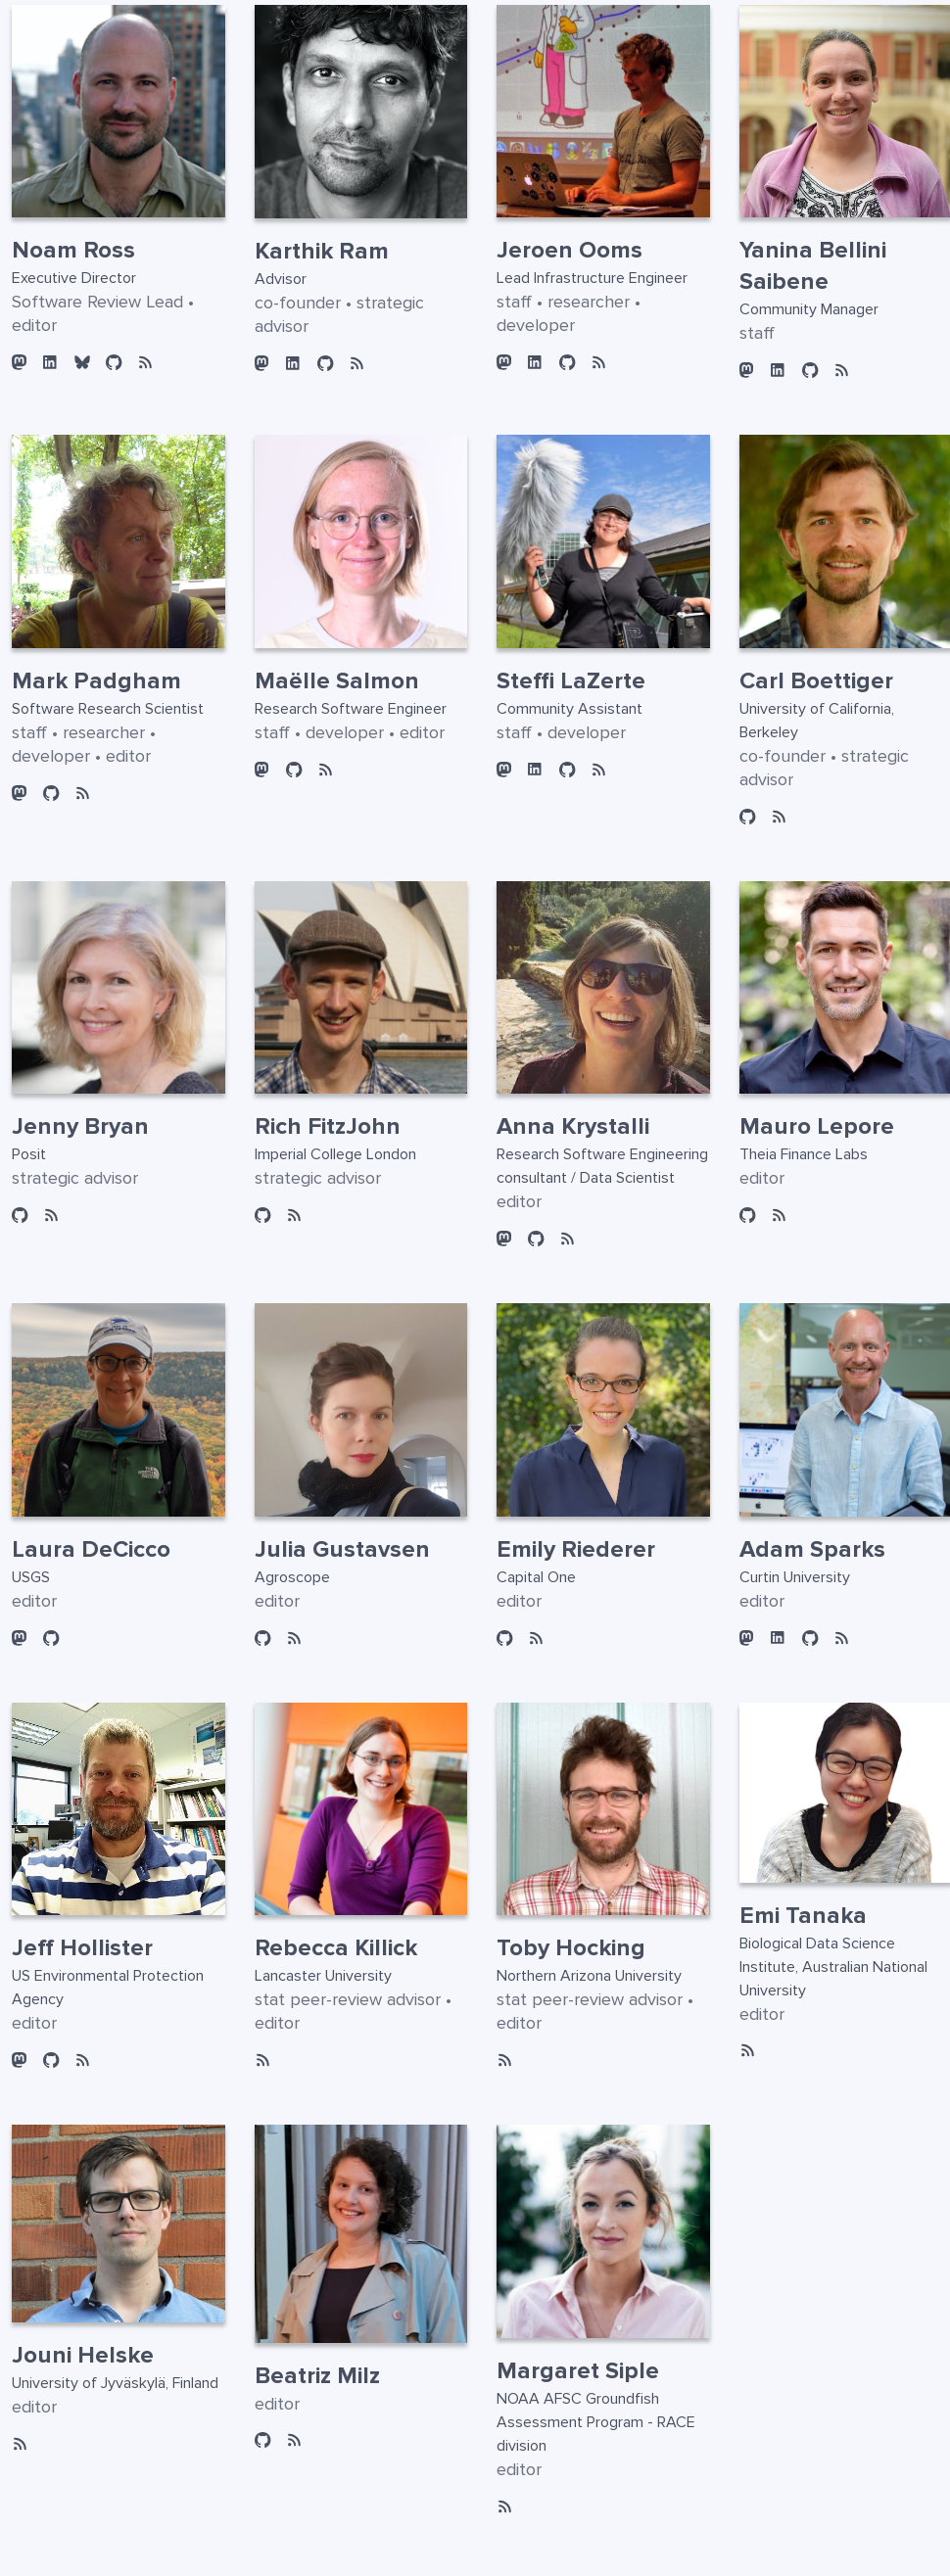 Noam Ross
Executive Director
Software Review Lead •
editor
Karthik Ram
Advisor
co-founder • strategic
advisor
Jeroen Ooms
Lead Infrastructure Engineer
staff • researcher •
developer
Yanina Bellini
Saibene
Community Manager
staff
Mark Padgham
Software Research Scientist
staff • researcher •
developer • editor
Maëlle Salmon
Research Software Engineer
staff • developer • editor
Steffi LaZerte
Community Assistant
staff • developer
Carl Boettiger
University of California,
Berkeley
co-founder • strategic
advisor
Jenny Bryan
Posit
strategic advisor
Rich FitzJohn
Imperial College London
strategic advisor
Anna Krystalli
Research Software Engineering
consultant / Data Scientist
editor
Mauro Lepore
Theia Finance Labs
editor
Laura DeCicco
USGS
editor
Julia Gustavsen
Agroscope
editor
Emily Riederer
Capital One
editor
Adam Sparks
Curtin University
editor
Jeff Hollister
US Environmental Protection
Agency
editor
Rebecca Killick
Lancaster University
stat peer-review advisor •
editor
Toby Hocking
Northern Arizona University
stat peer-review advisor •
editor
Emi Tanaka
Biological Data Science
Institute, Australian National
University
editor
Jouni Helske
University of Jyväskylä, Finland
editor
Beatriz Milz
editor
Margaret Siple
NOAA AFSC Groundfish
Assessment Program - RACE
division
editor